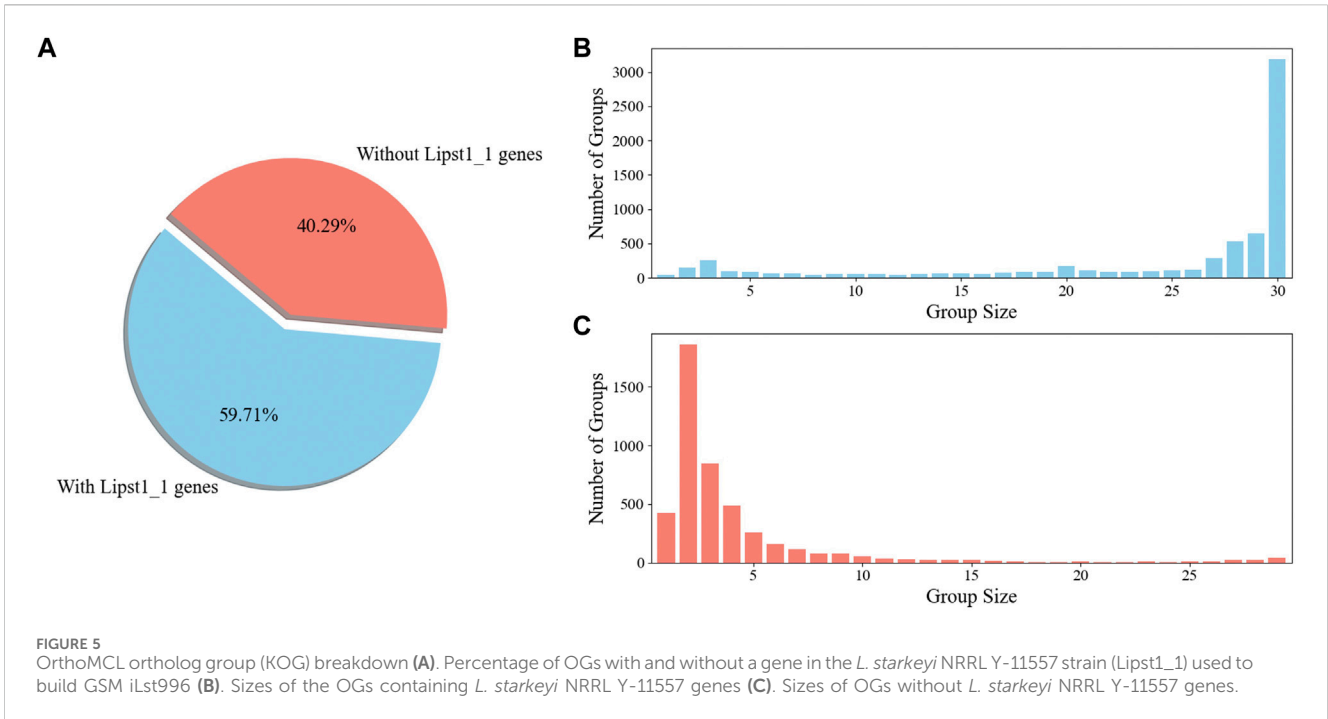 A
Without Lipst1_1 genes
40.29%
59.71%
With Lipst1_1 genes
B
Number of Groups
3000
2500
2000
1500
1000
500
0
5
10
15
20
25
30
Group Size
C
Number of Groups
1500
1000
500
0
5
10
15
20
25
Group Size
FIGURE 5
OrthoMCL ortholog group (KOG) breakdown (A). Percentage of OGs with and without a gene in the L. starkeyi NRRL Y-11557 strain (Lipst1_1) used to
build GSM iLst996 (B). Sizes of the OGs containing L. starkeyi NRRL Y-11557 genes (C). Sizes of OGs without L. starkeyi NRRL Y-11557 genes.